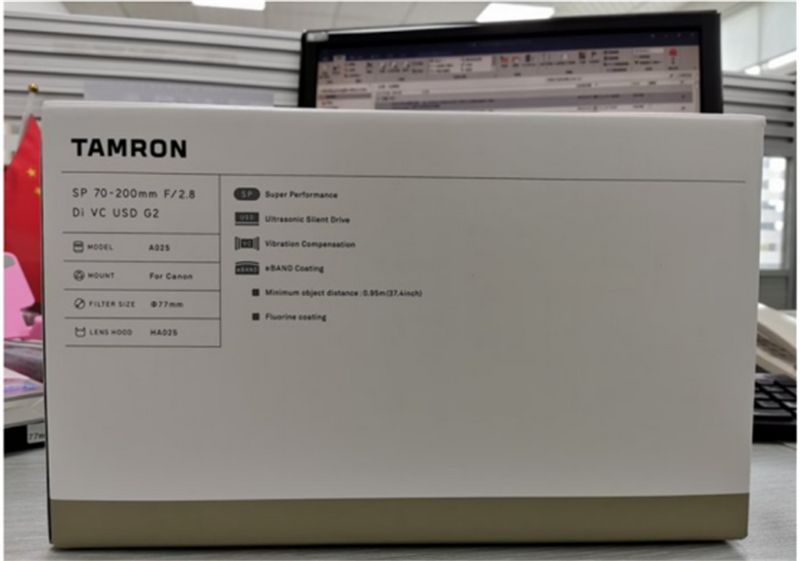 TAMRON
SP 70-200mm F/2.8
Di VC USD G2
MODEL A025
MOUNT For Canon
FILTER SIZE Φ77mm
LENS HOOD HA025
SP Super Performance
USD Ultrasonic Silent Drive
VC Vibration Compensation
eBAND eBAND Coating
Minimum object distance : 0.95m(37.4inch)
Fluorine coating
77m